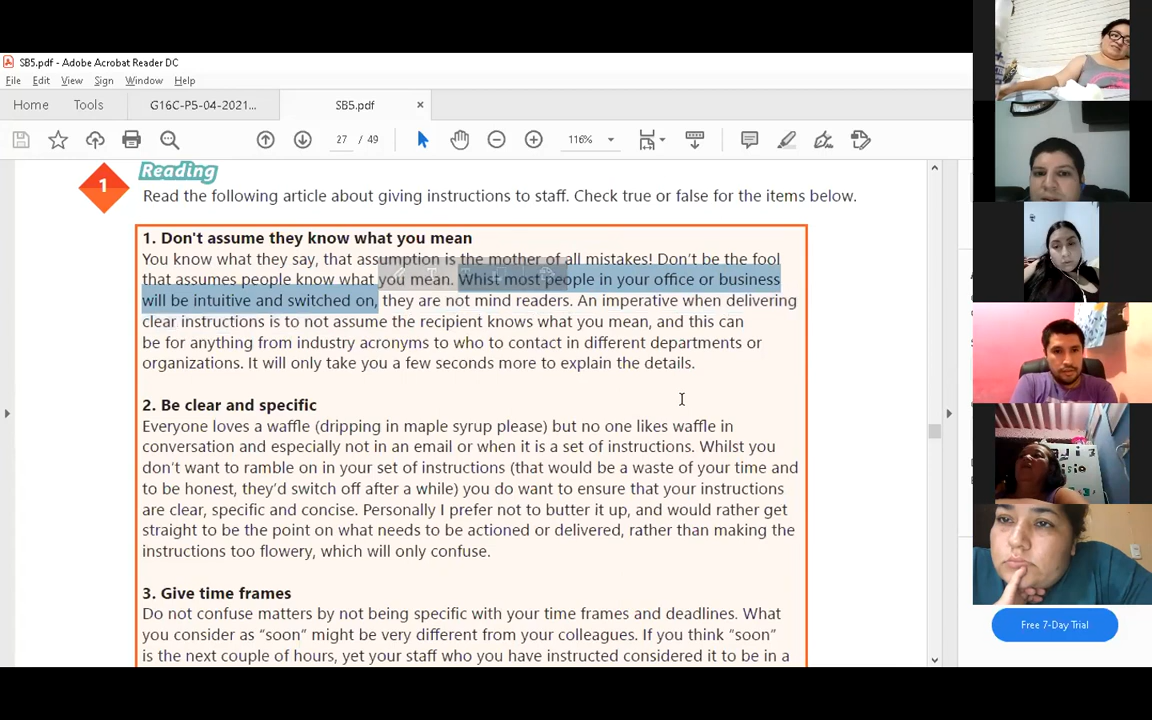 SB5.pdf - Adobe Acrobat Reader DC
File Edit View Sign Window Help
Home Tools G16C-P5-04-2021... SB5.pdf ×
27 / 49 116%
Reading
1
Read the following article about giving instructions to staff. Check true or false for the items below.
1. Don't assume they know what you mean
You know what they say, that assumption is the mother of all mistakes! Don't be the fool
that assumes people know what you mean. Whist most people in your office or business
will be intuitive and switched on, they are not mind readers. An imperative when delivering
clear instructions is to not assume the recipient knows what you mean, and this can
be for anything from industry acronyms to who to contact in different departments or
organizations. It will only take you a few seconds more to explain the details.
2. Be clear and specific
Everyone loves a waffle (dripping in maple syrup please) but no one likes waffle in
conversation and especially not in an email or when it is a set of instructions. Whilst you
don't want to ramble on in your set of instructions (that would be a waste of your time and
to be honest, they'd switch off after a while) you do want to ensure that your instructions
are clear, specific and concise. Personally I prefer not to butter it up, and would rather get
straight to be the point on what needs to be actioned or delivered, rather than making the
instructions too flowery, which will only confuse.
3. Give time frames
Do not confuse matters by not being specific with your time frames and deadlines. What
you consider as “soon” might be very different from your colleagues. If you think “soon”
is the next couple of hours, yet your staff who you have instructed considered it to be in a
Free 7-Day Trial